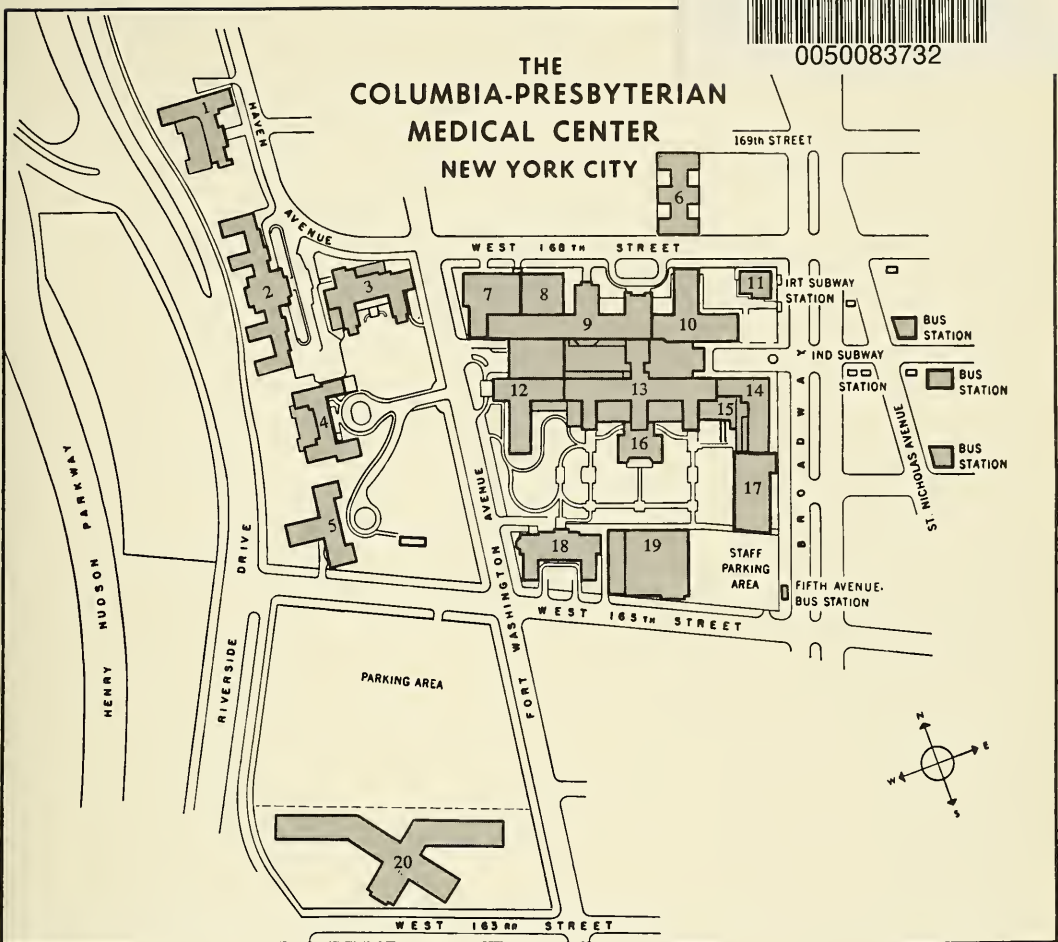 0050083732
THE
COLUMBIA-PRESBYTERIAN
MEDICAL CENTER
NEW YORK CITY
169th STREET
1
HAVEN
AVENUE
6
WEST 168TH STREET
2
3
7
8
9
10
11
IRT SUBWAY
STATION
BUS
STATION
IND SUBWAY
STATION
BUS
STATION
4
12
13
14
15
16
17
ST. NICHOLAS AVENUE
BUS
STATION
HENRY HUDSON PARKWAY
5
AVENUE
BROADWAY
18
19
STAFF
PARKING
AREA
FIFTH AVENUE.
BUS STATION
DRIVE
RIVERSIDE
FORT WASHINGTON
WEST 165TH STREET
PARKING AREA
N
E
W
S
20
WEST 163RD STREET